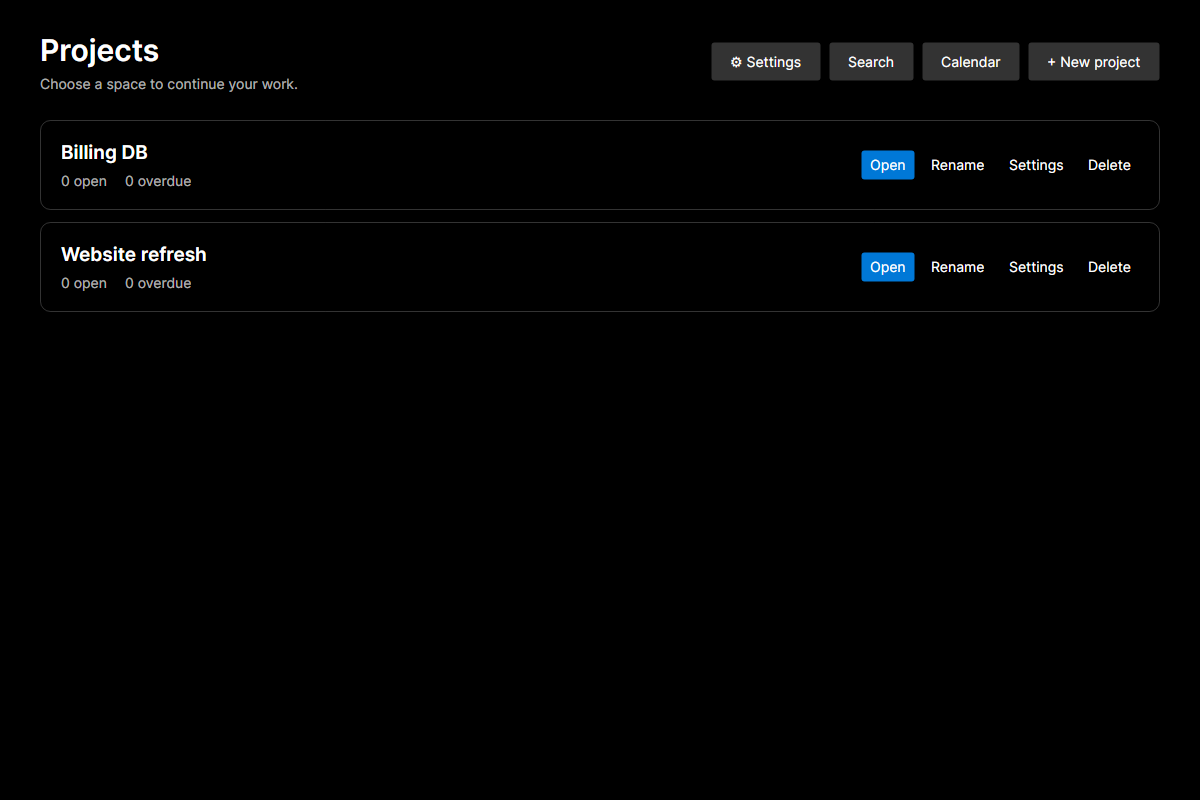 Projects
Choose a space to continue your work.
⚙ Settings
Search
Calendar
+ New project
Billing DB
0 open 0 overdue
Open
Rename
Settings
Delete
Website refresh
0 open 0 overdue
Open
Rename
Settings
Delete